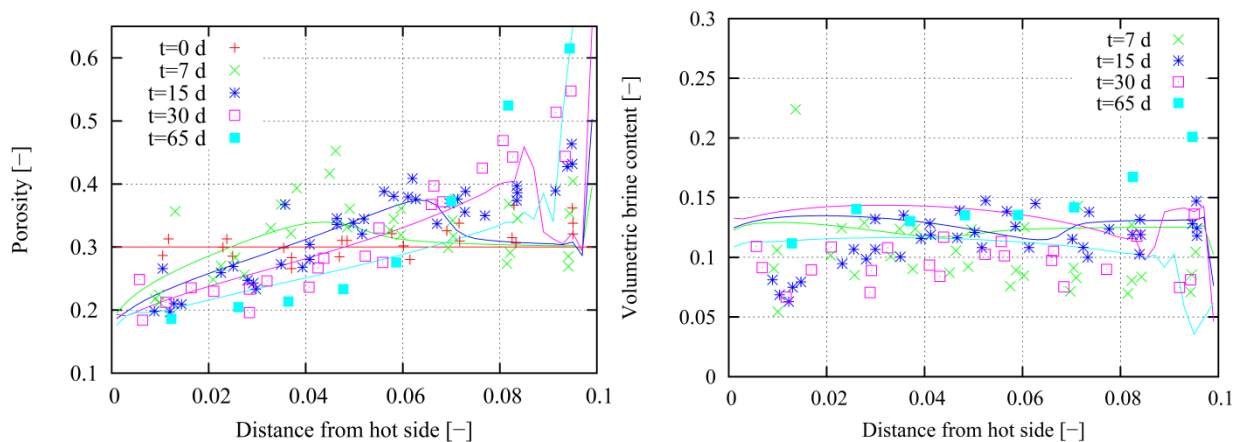 0.6
0.5
0.4
0.3
0.2
0.1
Porosity [−]
t=0 d
t=7 d
t=15 d
t=30 d
t=65 d
0 0.02 0.04 0.06 0.08 0.1
Distance from hot side [−]
0.3
0.25
0.2
0.15
0.1
0.05
0
Volumetric brine content [−]
t=7 d
t=15 d
t=30 d
t=65 d
0 0.02 0.04 0.06 0.08 0.1
Distance from hot side [−]